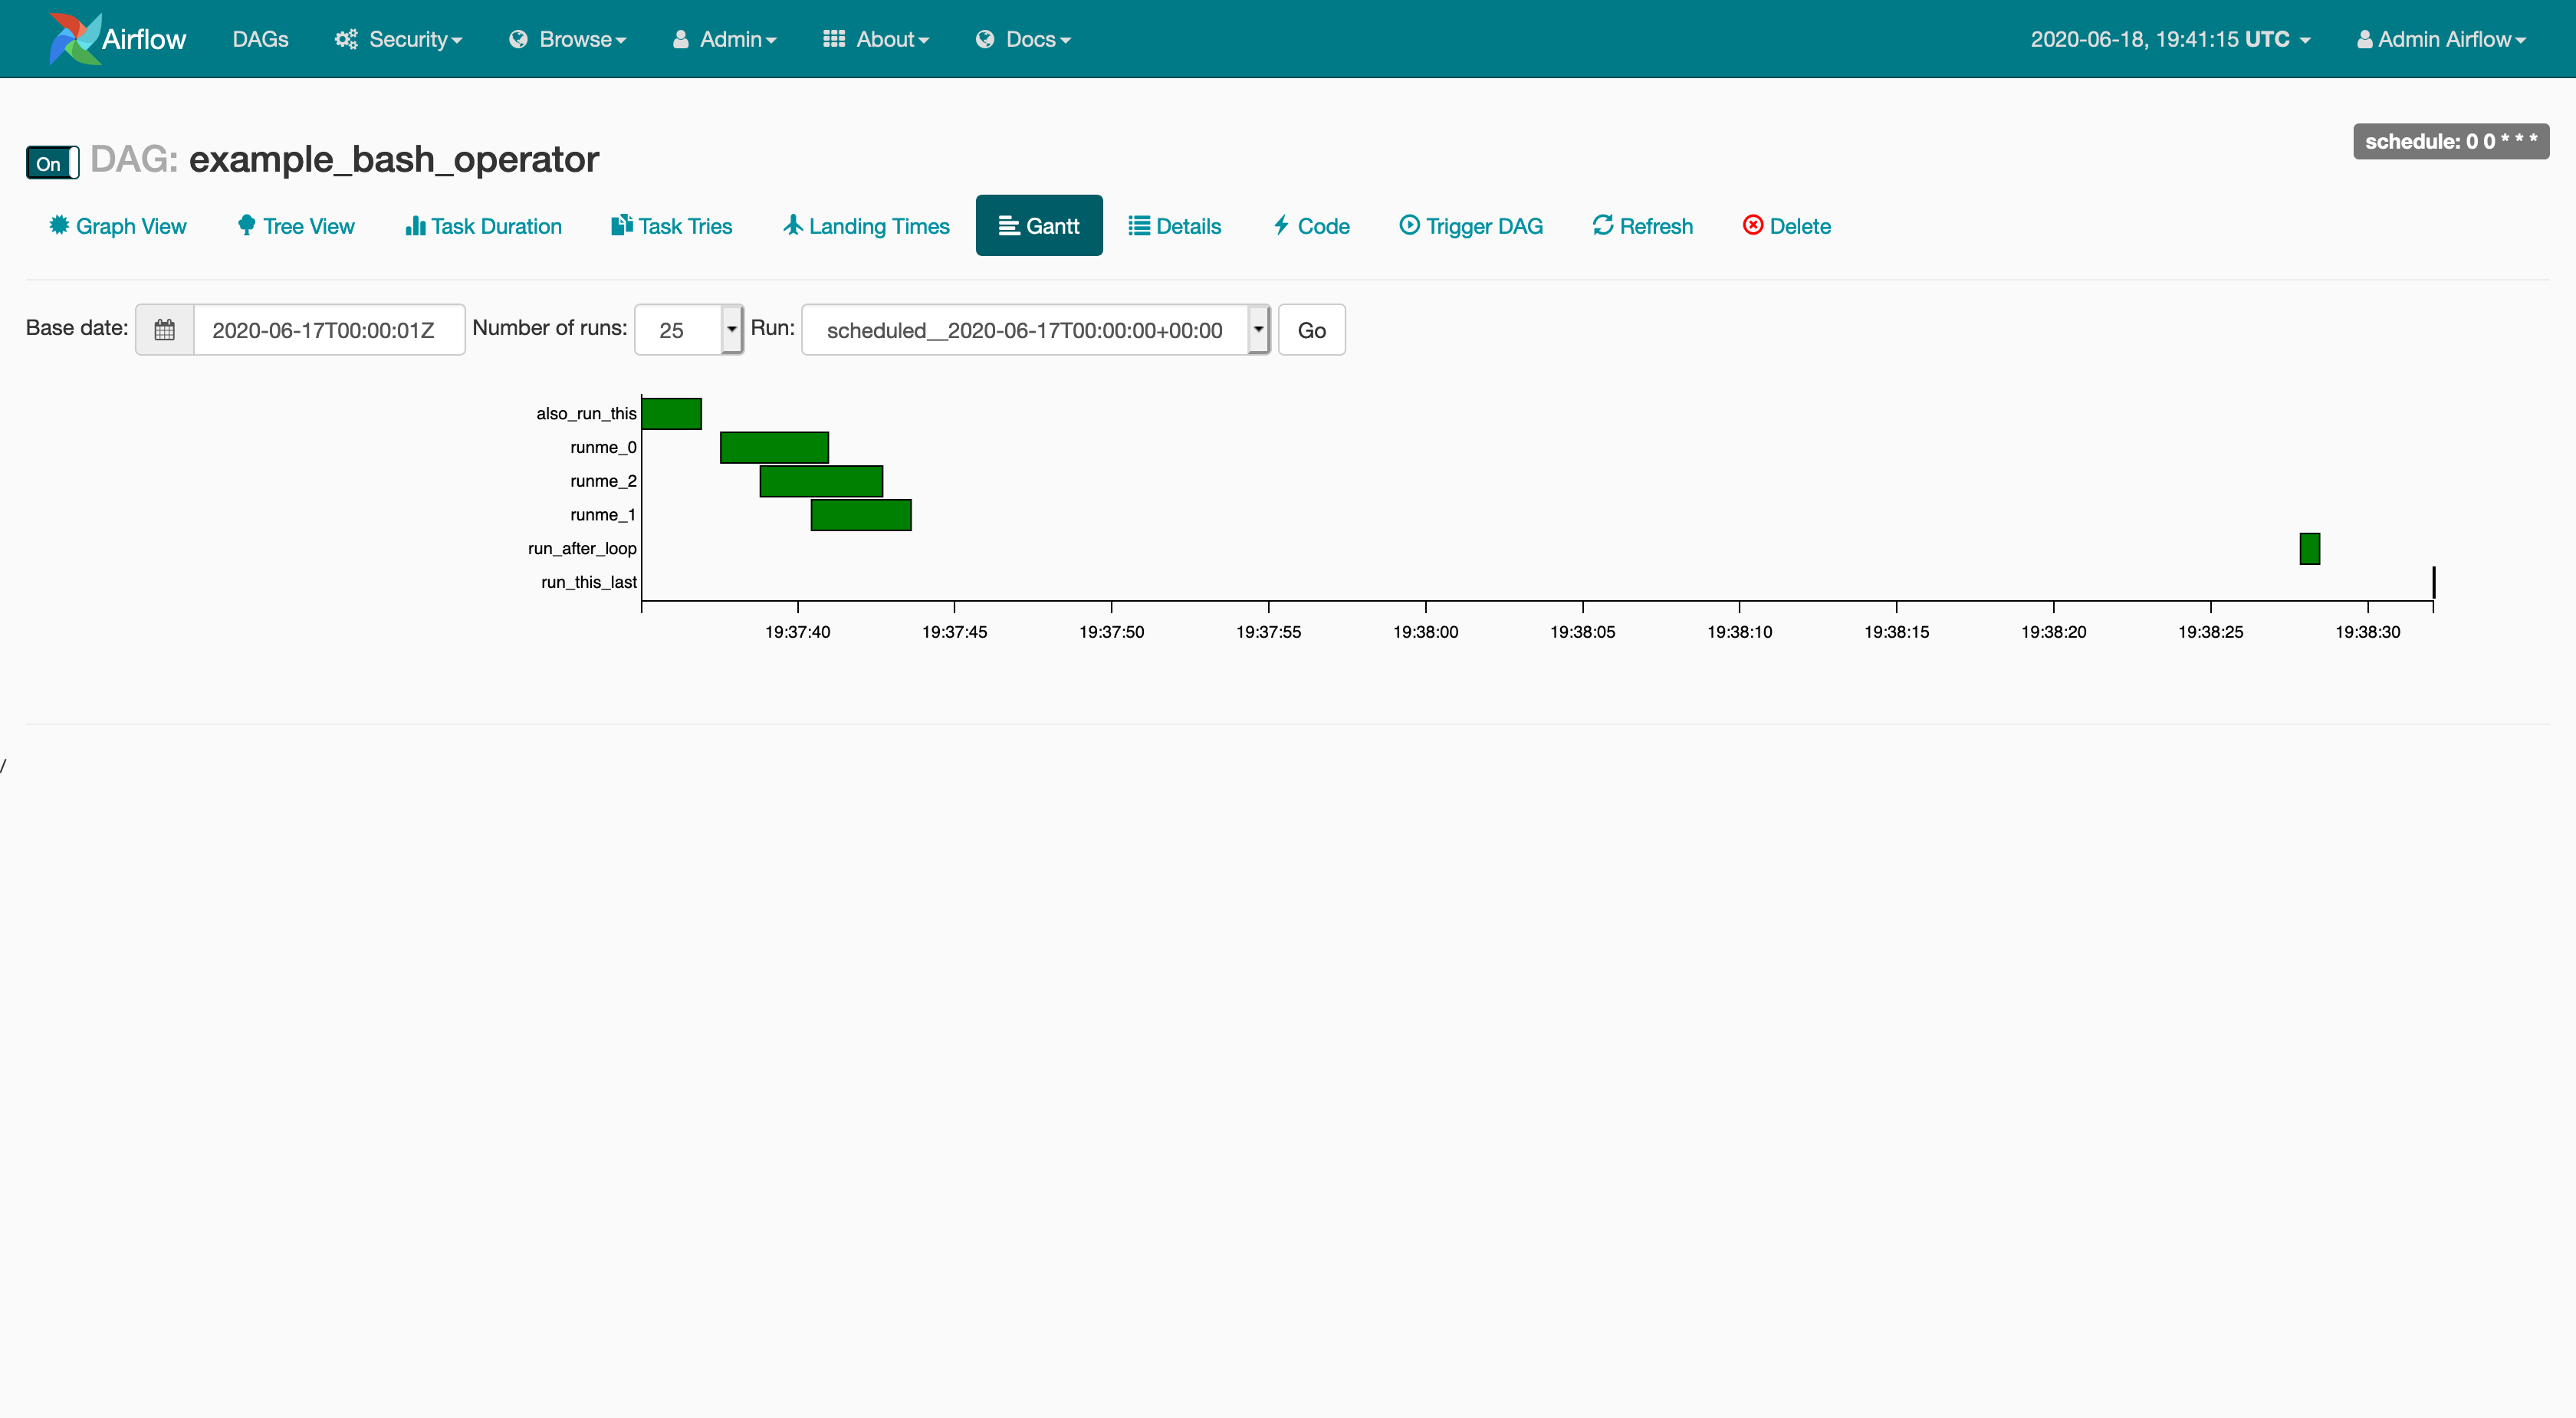 Airflow DAGs Security Browse Admin About Docs 2020-06-18, 19:41:15 UTC Admin Airflow
schedule: 0 0 * * *
On DAG: example_bash_operator
Graph View Tree View Task Duration Task Tries Landing Times Gantt Details Code Trigger DAG Refresh Delete
Base date: 2020-06-17T00:00:01Z Number of runs: 25 Run: scheduled__2020-06-17T00:00:00+00:00 Go
also_run_this
runme_0
runme_2
runme_1
run_after_loop
run_this_last
19:37:40 19:37:45 19:37:50 19:37:55 19:38:00 19:38:05 19:38:10 19:38:15 19:38:20 19:38:25 19:38:30
/